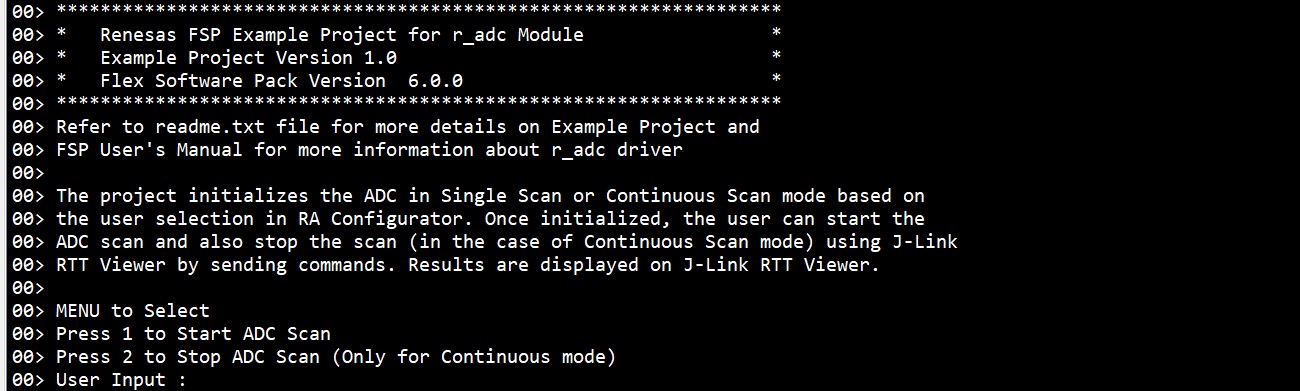 00> ******************************************************************
00> *   Renesas FSP Example Project for r_adc Module                 *
00> *   Example Project Version 1.0                                  *
00> *   Flex Software Pack Version  6.0.0                            *
00> ******************************************************************
00> Refer to readme.txt file for more details on Example Project and
00> FSP User's Manual for more information about r_adc driver
00>
00> The project initializes the ADC in Single Scan or Continuous Scan mode based on
00> the user selection in RA Configurator. Once initialized, the user can start the
00> ADC scan and also stop the scan (in the case of Continuous Scan mode) using J-Link
00> RTT Viewer by sending commands. Results are displayed on J-Link RTT Viewer.
00>
00> MENU to Select
00> Press 1 to Start ADC Scan
00> Press 2 to Stop ADC Scan (Only for Continuous mode)
00> User Input :